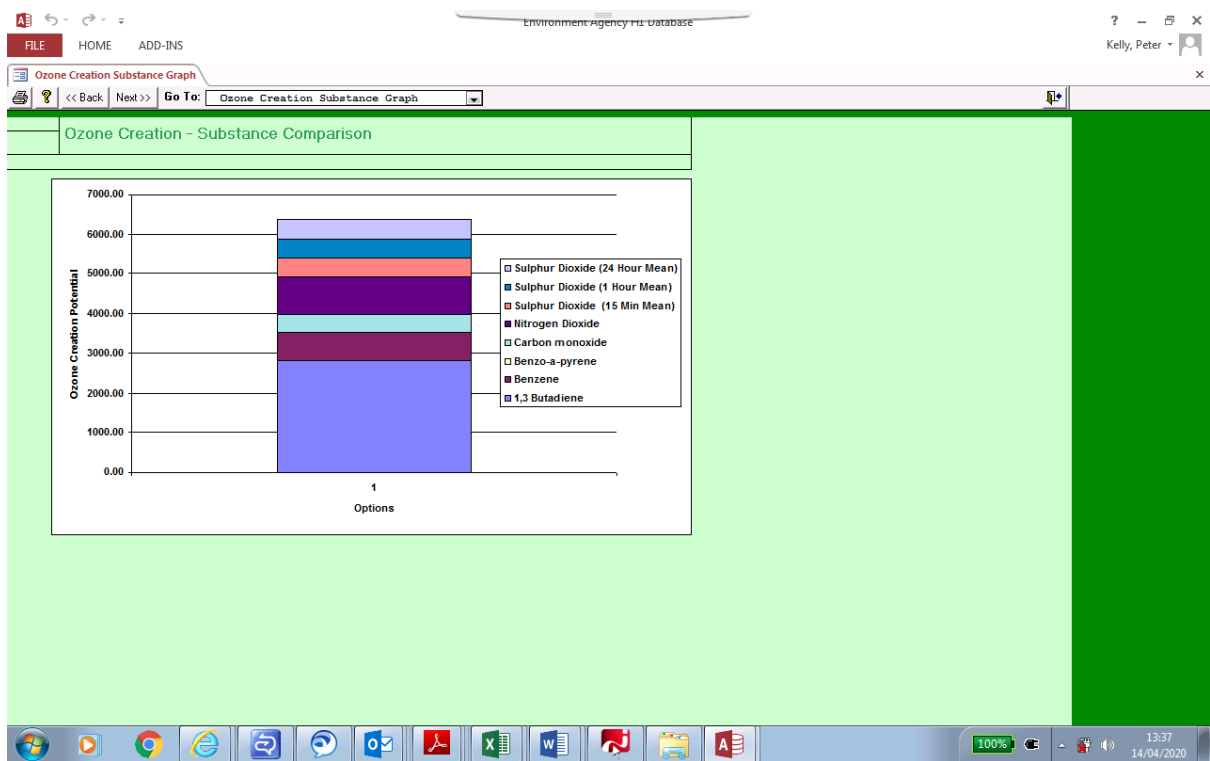 Environment Agency H1 Database
?
FILE HOME ADD-INS
Kelly, Peter
Ozone Creation Substance Graph
<< Back Next >> Go To: Ozone Creation Substance Graph
Ozone Creation - Substance Comparison
7000.00
6000.00
5000.00
4000.00
3000.00
2000.00
1000.00
0.00
Ozone Creation Potential
1
Options
Sulphur Dioxide (24 Hour Mean)
Sulphur Dioxide (1 Hour Mean)
Sulphur Dioxide (15 Min Mean)
Nitrogen Dioxide
Carbon monoxide
Benzo-a-pyrene
Benzene
1,3 Butadiene
100%
13:37
14/04/2020